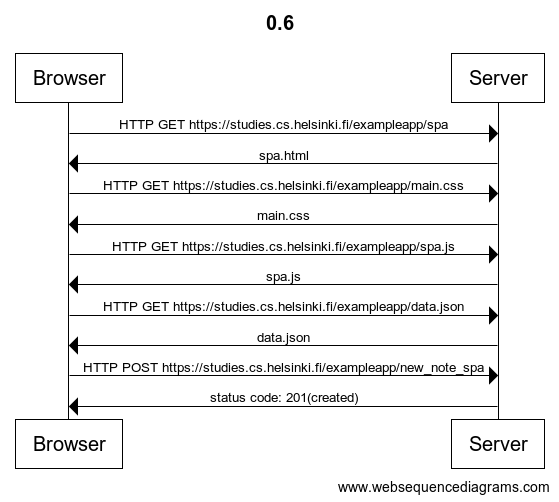 0.6
Browser
Server
HTTP GET https://studies.cs.helsinki.fi/exampleapp/spa
spa.html
HTTP GET https://studies.cs.helsinki.fi/exampleapp/main.css
main.css
HTTP GET https://studies.cs.helsinki.fi/exampleapp/spa.js
spa.js
HTTP GET https://studies.cs.helsinki.fi/exampleapp/data.json
data.json
HTTP POST https://studies.cs.helsinki.fi/exampleapp/new_note_spa
status code: 201(created)
Browser
Server
www.websequencediagrams.com